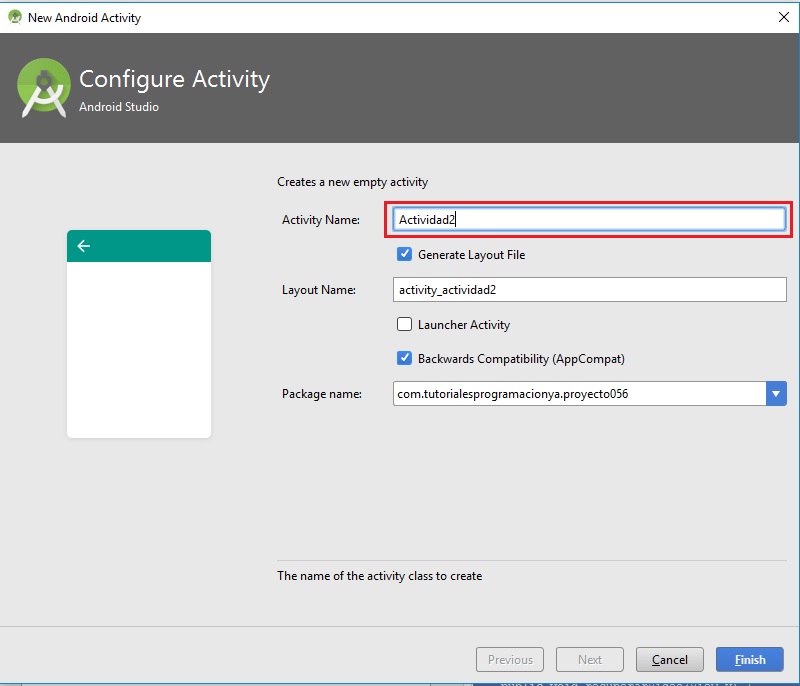 New Android Activity
Configure Activity
Android Studio
Creates a new empty activity
Activity Name: Actividad2
Generate Layout File
Layout Name: activity_actividad2
Launcher Activity
Backwards Compatibility (AppCompat)
Package name: com.tutorialesprogramacionya.proyecto056
The name of the activity class to create
Previous Next Cancel Finish